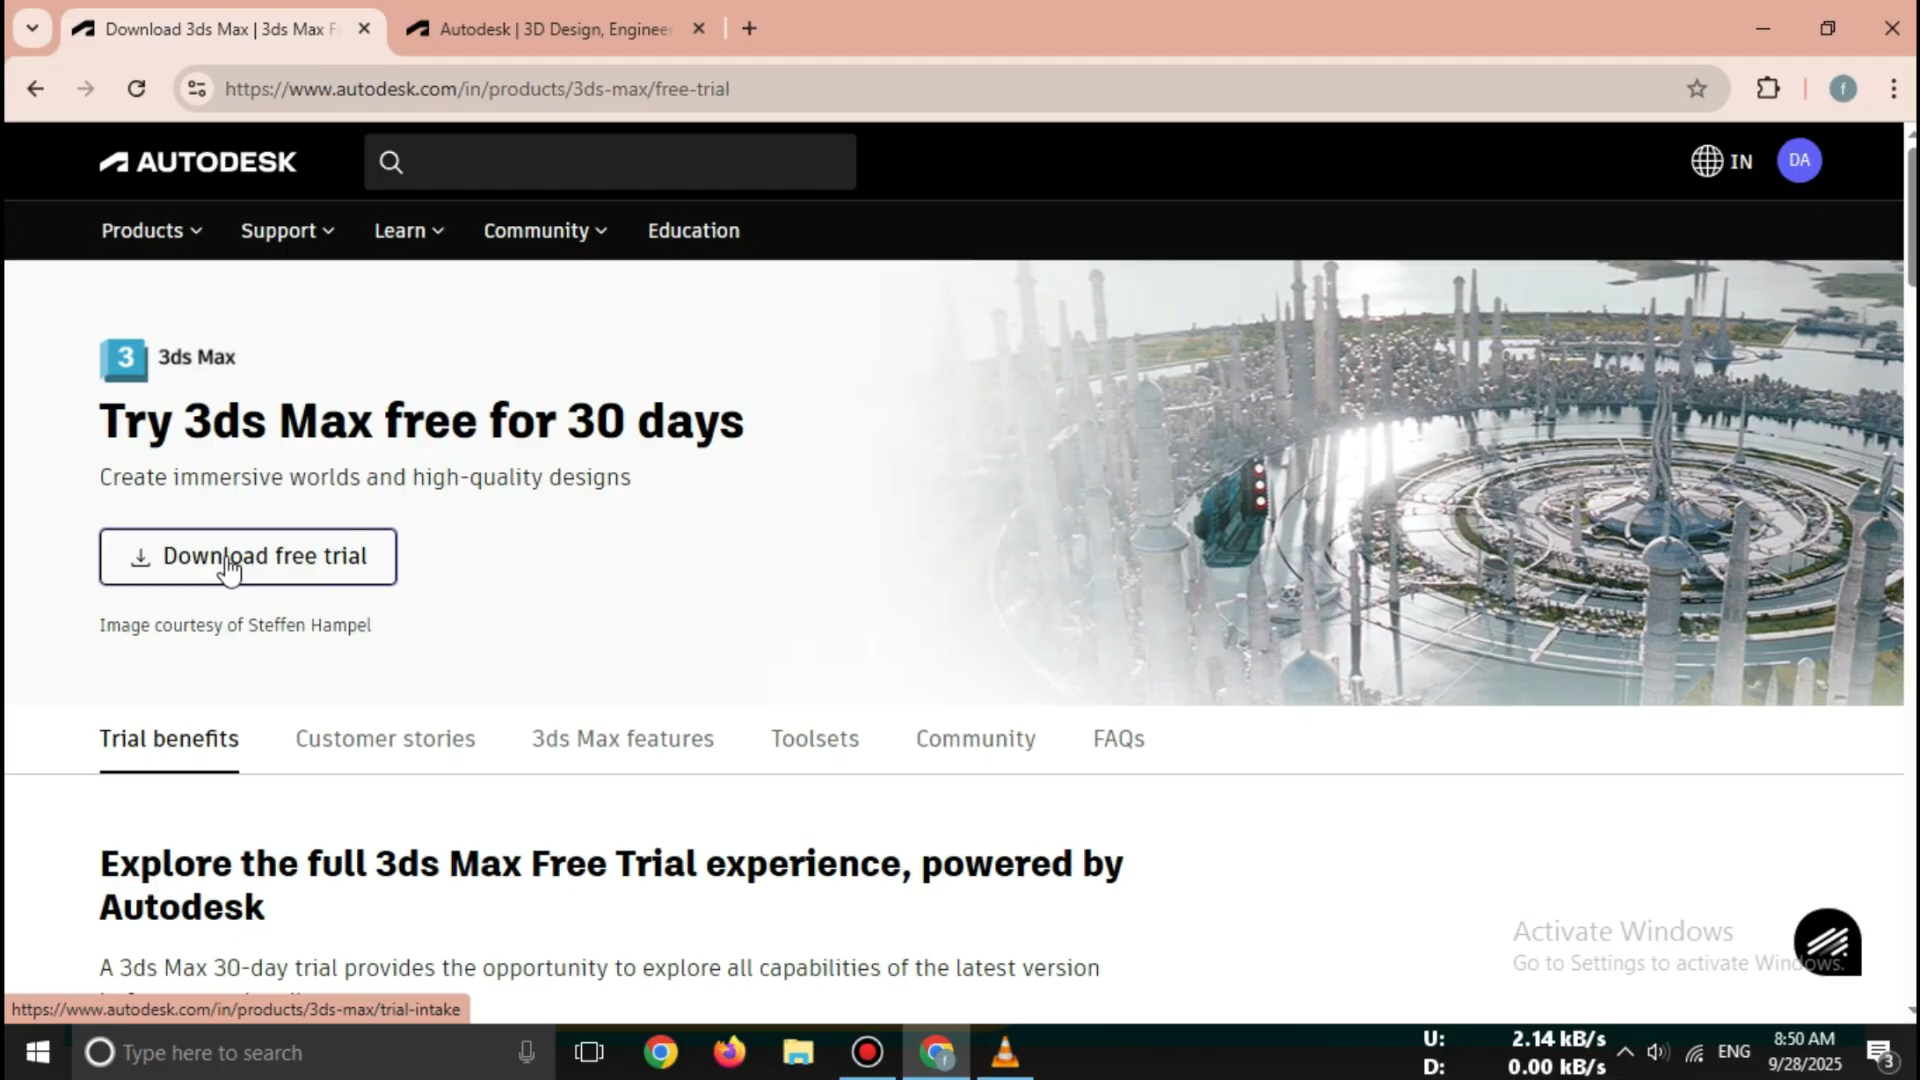 Download 3ds Max | 3ds Max F
Autodesk | 3D Design, Enginee
https://www.autodesk.com/in/products/3ds-max/free-trial
f
AUTODESK
IN
DA
Products
Support
Learn
Community
Education
3
3ds Max
Try 3ds Max free for 30 days
Create immersive worlds and high-quality designs
Download free trial
Image courtesy of Steffen Hampel
Trial benefits
Customer stories
3ds Max features
Toolsets
Community
FAQs
Explore the full 3ds Max Free Trial experience, powered by
Autodesk
A 3ds Max 30-day trial provides the opportunity to explore all capabilities of the latest version
Activate Windows
Go to Settings to activate Windows.
https://www.autodesk.com/in/products/3ds-max/trial-intake
Type here to search
f
U: 2.14 kB/s
D: 0.00 kB/s
ENG
8:50 AM
9/28/2025
3